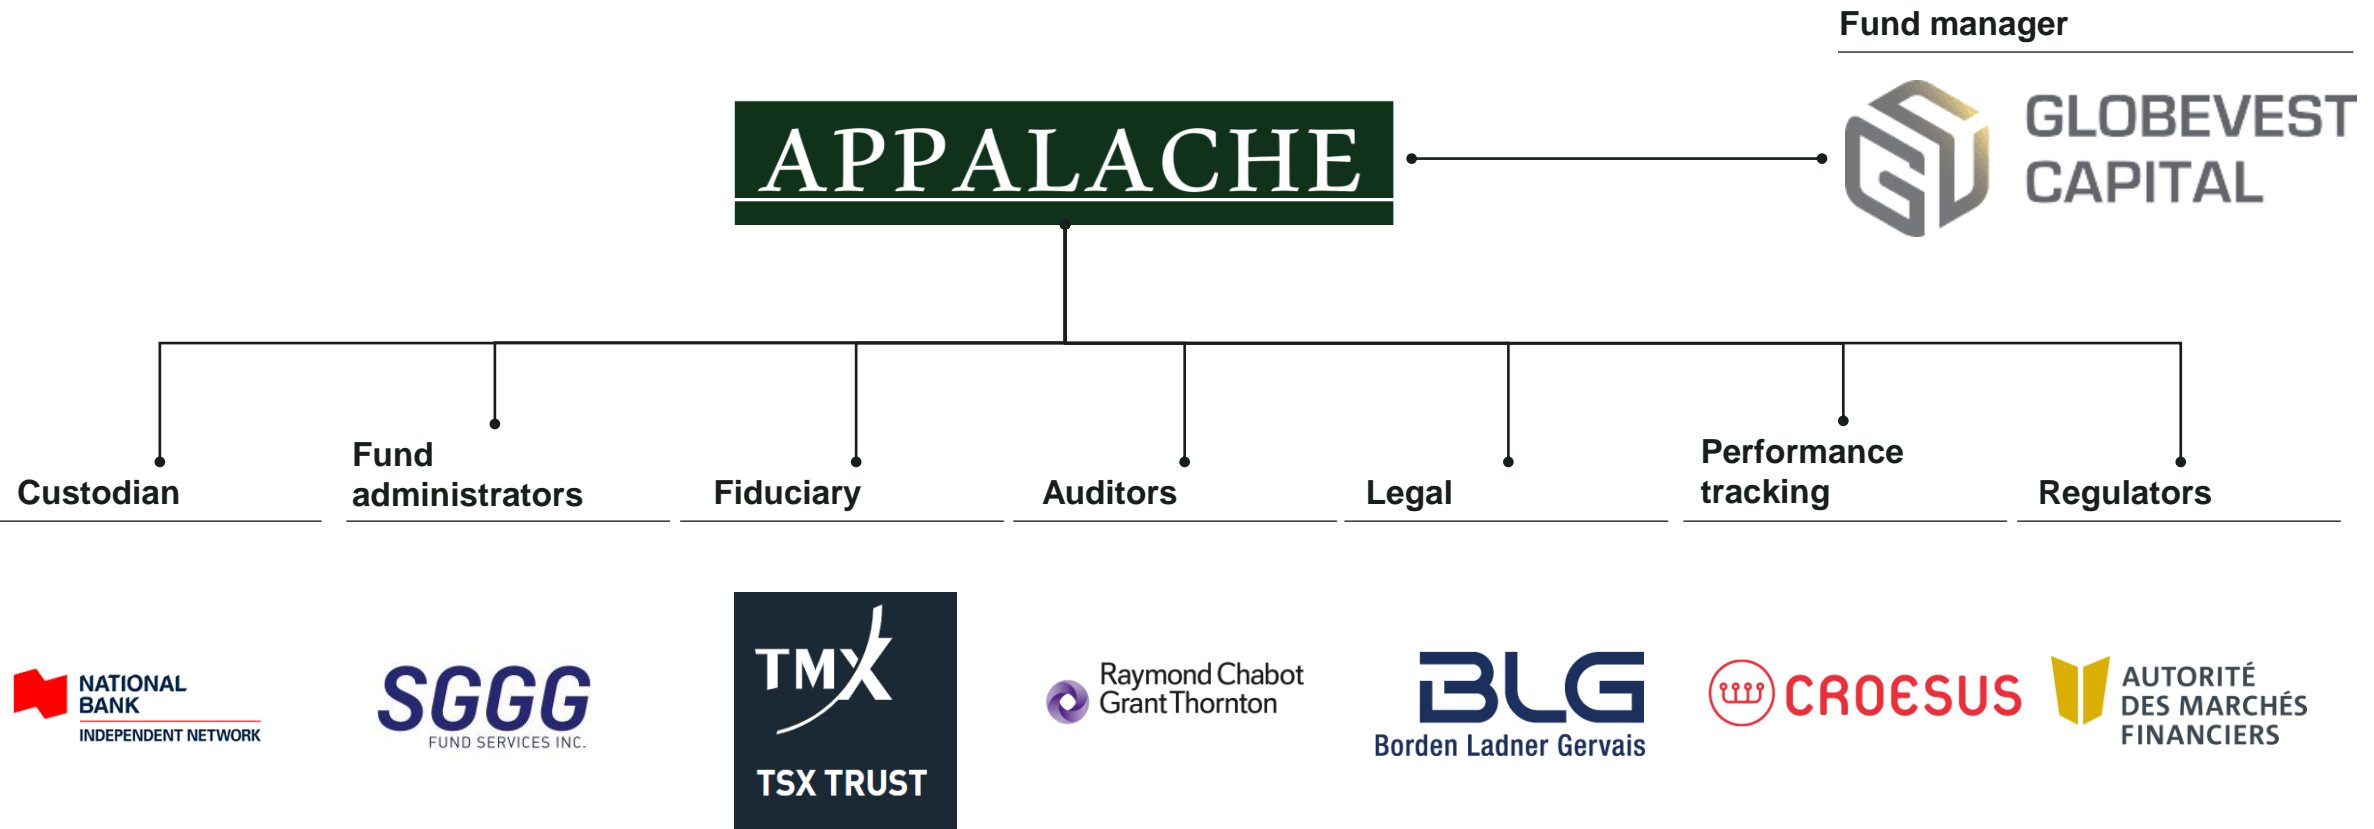 Fund manager
APPALACHE
GLOBEVEST
CAPITAL
Custodian
Fund
administrators
Fiduciary
Auditors
Legal
Performance
tracking
Regulators
NATIONAL
BANK
INDEPENDENT NETWORK
SGGG
FUND SERVICES INC.
TMX
TSX TRUST
Raymond Chabot
Grant Thornton
BLG
Borden Ladner Gervais
CROESUS
AUTORITÉ
DES MARCHÉS
FINANCIERS